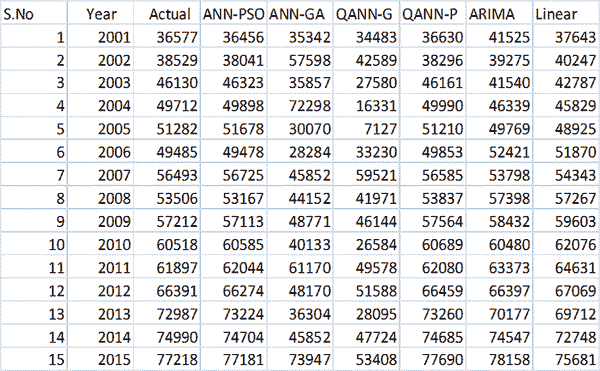 S.No Year Actual ANN-PSO ANN-GA QANN-G QANN-P ARIMA Linear
1 2001 36577 36456 35342 34483 36630 41525 37643
2 2002 38529 38041 57598 42589 38296 39275 40247
3 2003 46130 46323 35857 27580 46161 41540 42787
4 2004 49712 49898 72298 16331 49990 46339 45829
5 2005 51282 51678 30070 7127 51210 49769 48925
6 2006 49485 49478 28284 33230 49853 52421 51870
7 2007 56493 56725 45852 59521 56585 53798 54343
8 2008 53506 53167 44152 41971 53837 57398 57267
9 2009 57212 57113 48771 46144 57564 58432 59603
10 2010 60518 60585 40133 26584 60689 60480 62076
11 2011 61897 62044 61170 49578 62080 63373 64631
12 2012 66391 66274 48170 51588 66459 66397 67069
13 2013 72987 73224 36304 28095 73260 70177 69712
14 2014 74990 74704 45852 47724 74685 74547 72748
15 2015 77218 77181 73947 53408 77690 78158 75681